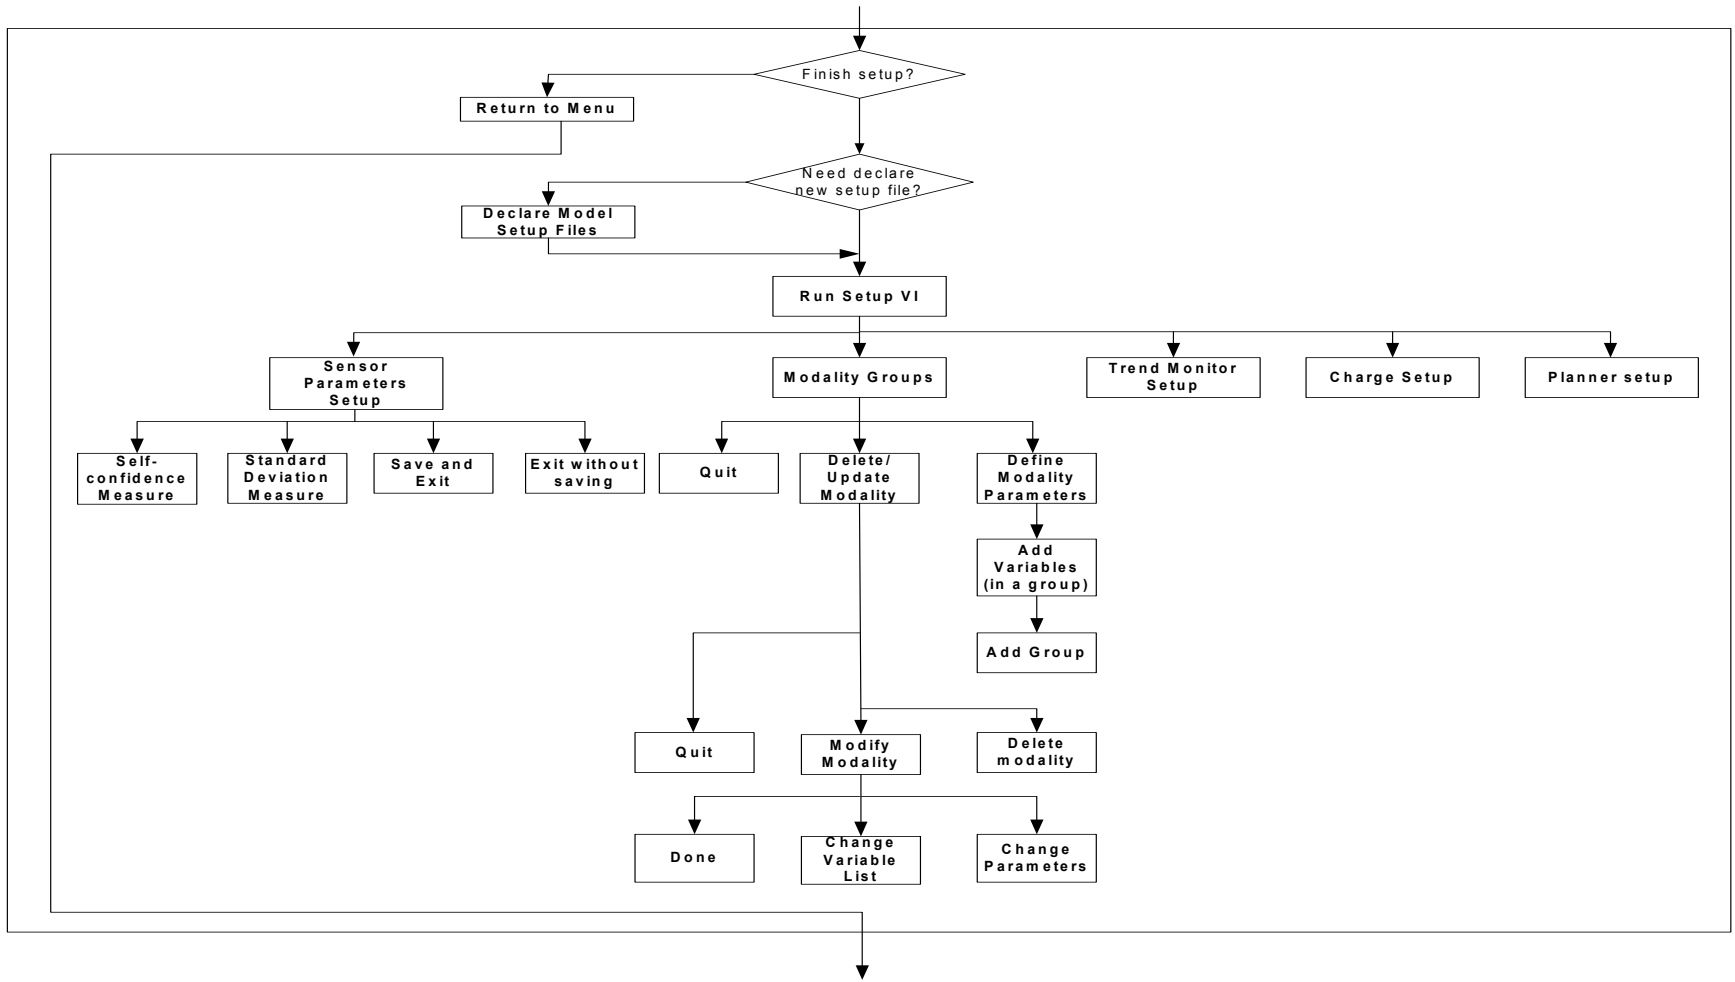 Finish setup?
Return to Menu
Need declare
new setup file?
Declare Model
Setup Files
Run Setup VI
Sensor
Parameters
Setup
Modality Groups
Trend Monitor
Setup
Charge Setup
Planner setup
Self-
confidence
Measure
Standard
Deviation
Measure
Save and
Exit
Exit without
saving
Quit
Delete/
Update
Modality
Define
Modality
Parameters
Add
Variables
(in a group)
Add Group
Quit
Modify
Modality
Delete
modality
Done
Change
Variable
List
Change
Parameters